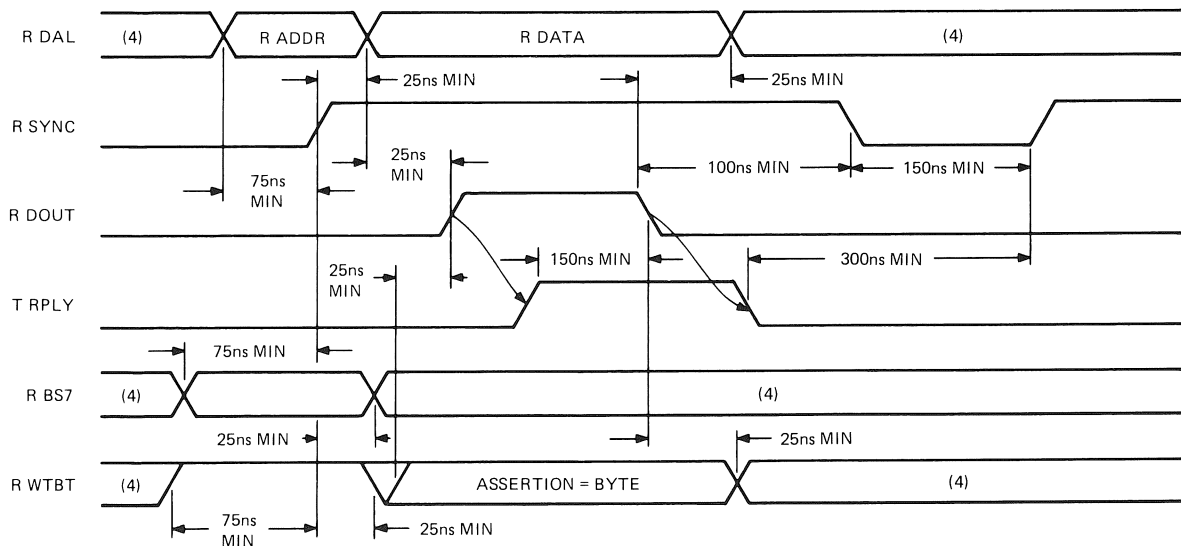 R DAL (4) R ADDR R DATA (4)
25ns MIN 25ns MIN
R SYNC
25ns MIN 100ns MIN 150ns MIN
75ns MIN
R DOUT
150ns MIN 300ns MIN
25ns MIN
T RPLY
75ns MIN
R BS7 (4) (4)
25ns MIN 25ns MIN
R WTBT (4) ASSERTION = BYTE (4)
75ns MIN 25ns MIN